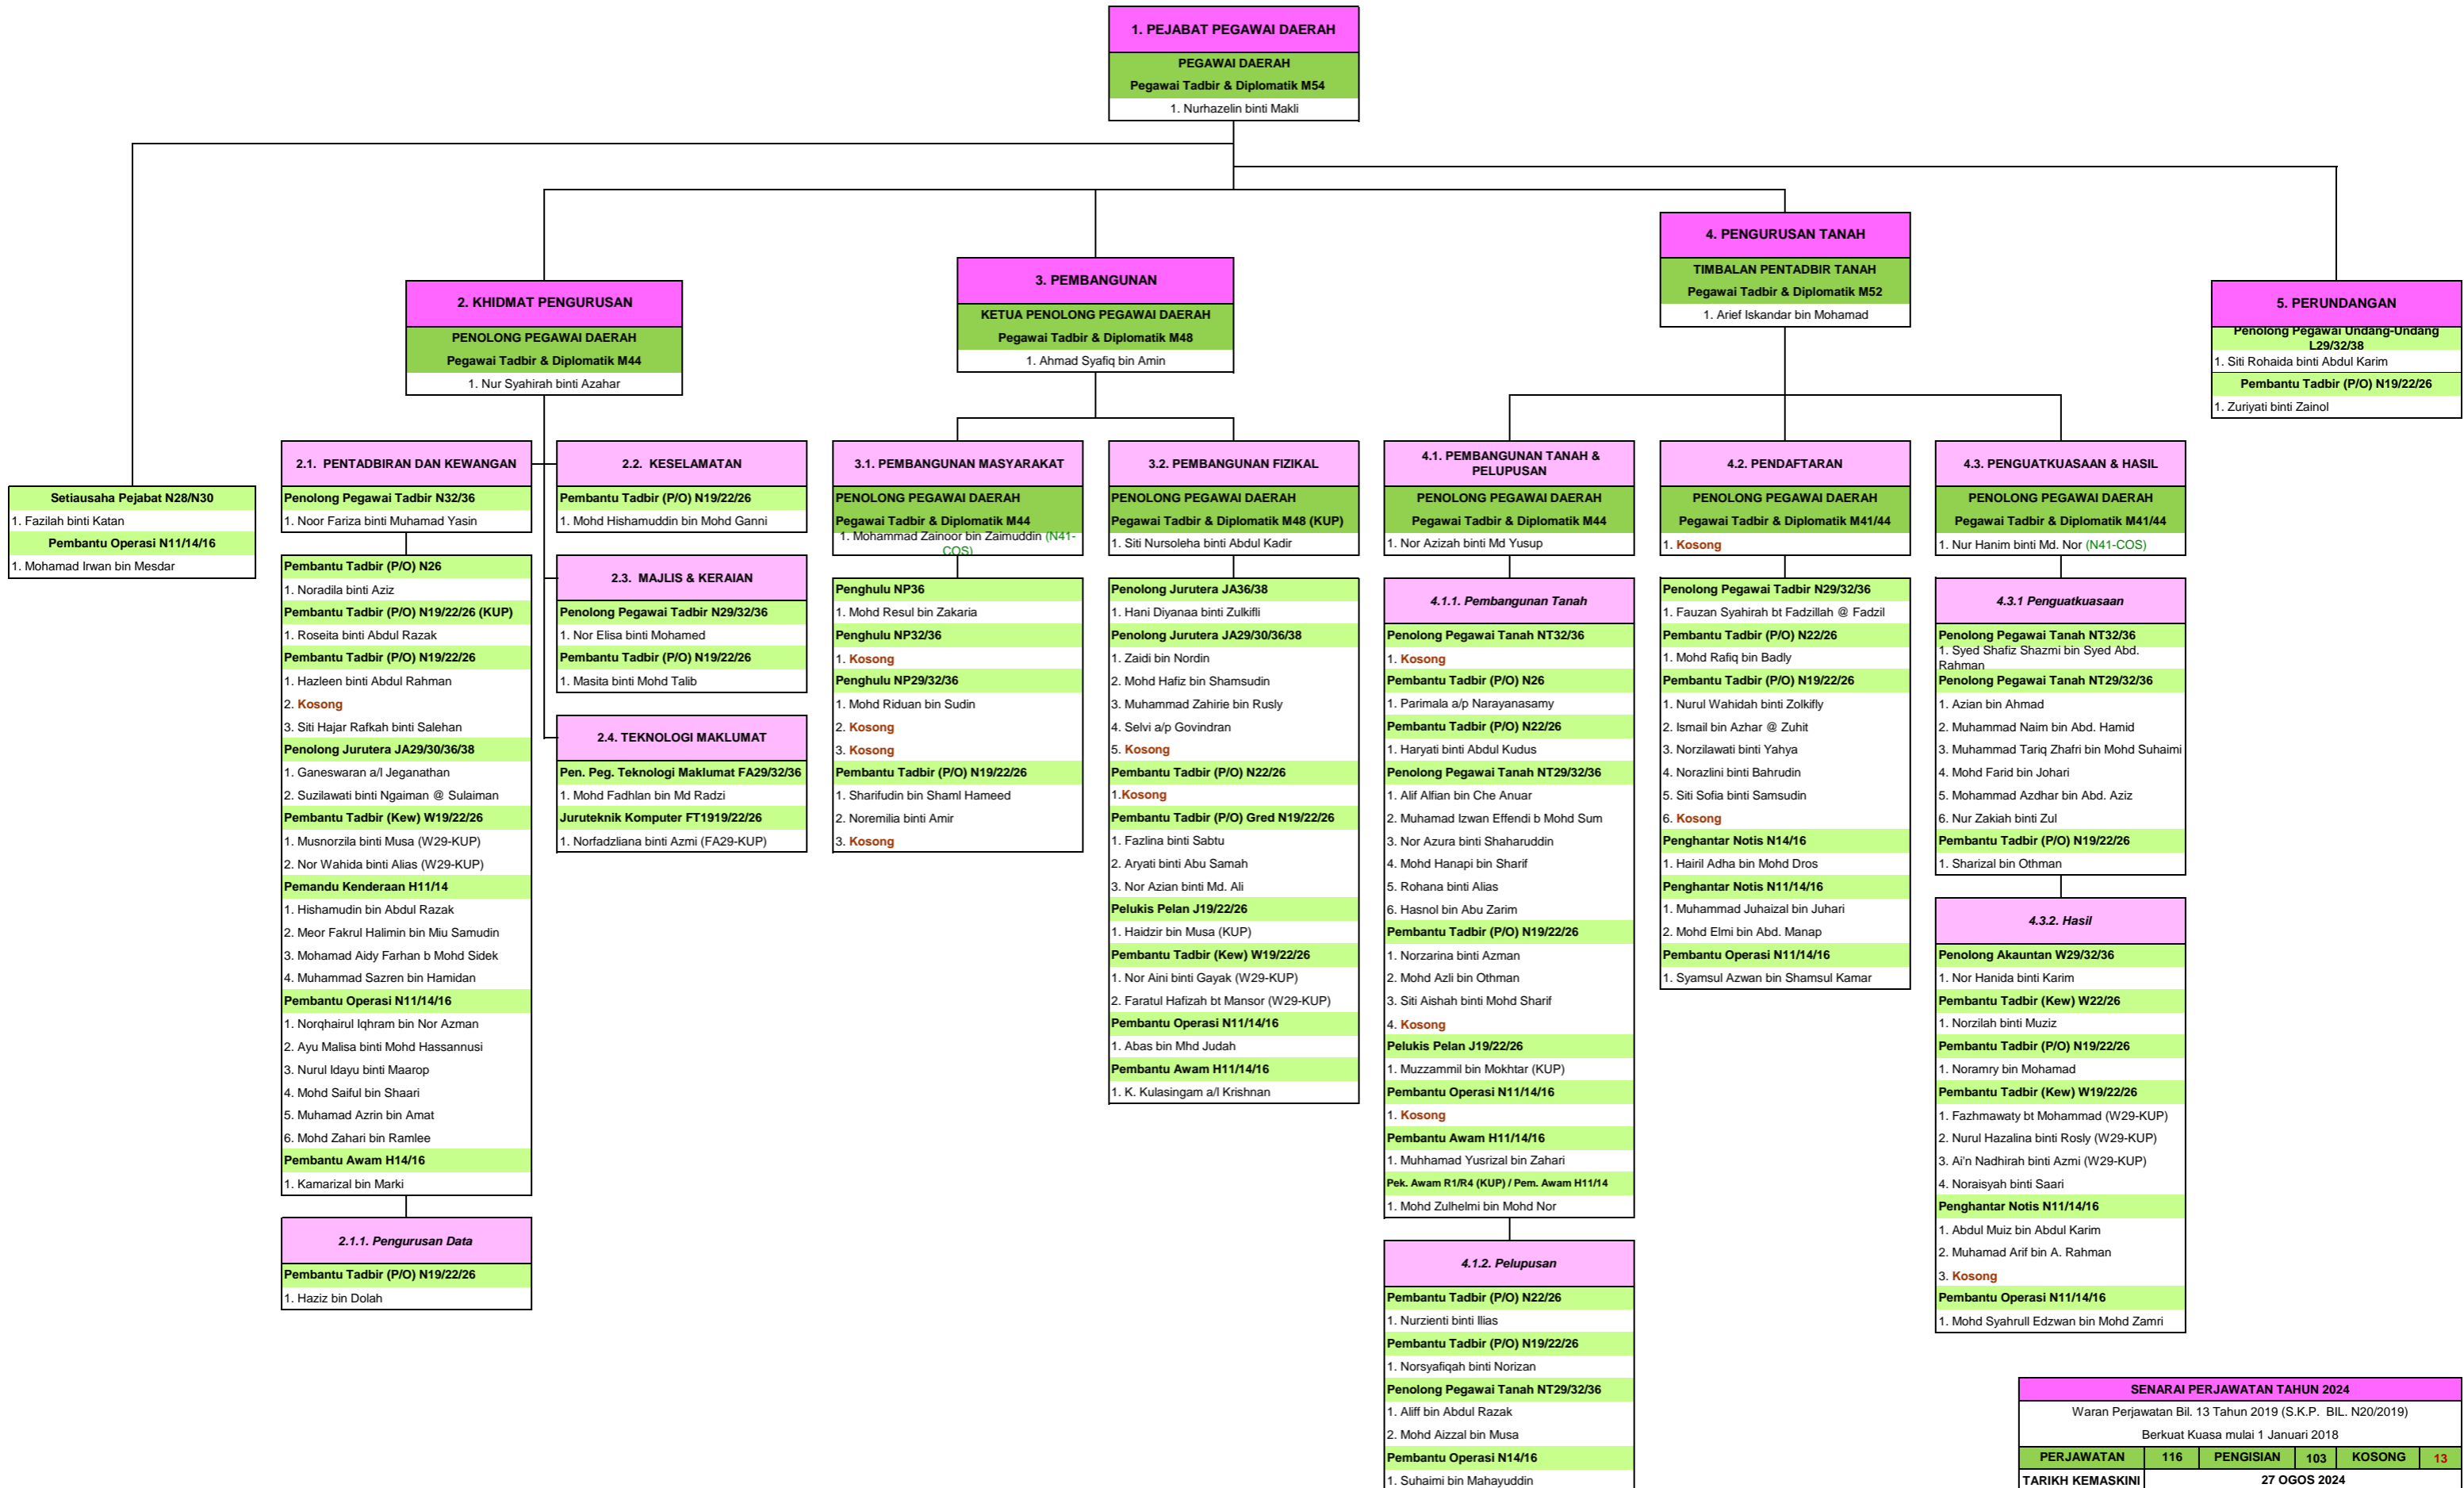 1. PEJABAT PEGAWAI DAERAH
PEGAWAI DAERAH
Pegawai Tadbir & Diplomatik M54
1. Nurhazelin binti Makli
Setiausaha Pejabat N28/N30
1. Fazilah binti Katan
Pembantu Operasi N11/14/16
1. Mohamad Irwan bin Mesdar
2. KHIDMAT PENGURUSAN
PENOLONG PEGAWAI DAERAH
Pegawai Tadbir & Diplomatik M44
1. Nur Syahirah binti Azahar
2.1. PENTADBIRAN DAN KEWANGAN
Penolong Pegawai Tadbir N32/36
1. Noor Fariza binti Muhamad Yasin
Pembantu Tadbir (P/O) N26
1. Noradila binti Aziz
Pembantu Tadbir (P/O) N19/22/26 (KUP)
1. Roseita binti Abdul Razak
Pembantu Tadbir (P/O) N19/22/26
1. Hazleen binti Abdul Rahman
2. Kosong
3. Siti Hajar Rafkah binti Salehan
Penolong Jurutera JA29/30/36/38
1. Ganeswaran a/l Jeganathan
2. Suzilawati binti Ngaiman @ Sulaiman
Pembantu Tadbir (Kew) W19/22/26
1. Musnorzila binti Musa (W29-KUP)
2. Nor Wahida binti Alias (W29-KUP)
Pemandu Kenderaan H11/14
1. Hishamudin bin Abdul Razak
2. Meor Fakrul Halimin bin Miu Samudin
3. Mohamad Aidy Farhan b Mohd Sidek
4. Muhammad Sazren bin Hamidan
Pembantu Operasi N11/14/16
1. Norqhairul Iqhram bin Nor Azman
2. Ayu Malisa binti Mohd Hassannusi
3. Nurul Idayu binti Maarop
4. Mohd Saiful bin Shaari
5. Muhamad Azrin bin Amat
6. Mohd Zahari bin Ramlee
Pembantu Awam H14/16
1. Kamarizal bin Marki
2.1.1. Pengurusan Data
Pembantu Tadbir (P/O) N19/22/26
1. Haziz bin Dolah
2.2. KESELAMATAN
Pembantu Tadbir (P/O) N19/22/26
1. Mohd Hishamuddin bin Mohd Ganni
2.3. MAJLIS & KERAIAN
Penolong Pegawai Tadbir N29/32/36
1. Nor Elisa binti Mohamed
Pembantu Tadbir (P/O) N19/22/26
1. Masita binti Mohd Talib
2.4. TEKNOLOGI MAKLUMAT
Pen. Peg. Teknologi Maklumat FA29/32/36
1. Mohd Fadhlan bin Md Radzi
Juruteknik Komputer FT1919/22/26
1. Norfadzliana binti Azmi (FA29-KUP)
3. PEMBANGUNAN
KETUA PENOLONG PEGAWAI DAERAH
Pegawai Tadbir & Diplomatik M48
1. Ahmad Syafiq bin Amin
3.1. PEMBANGUNAN MASYARAKAT
PENOLONG PEGAWAI DAERAH
Pegawai Tadbir & Diplomatik M44
1. Mohammad Zainoor bin Zaimuddin (N41-
COS)
Penghulu NP36
1. Mohd Resul bin Zakaria
Penghulu NP32/36
1. Kosong
Penghulu NP29/32/36
1. Mohd Riduan bin Sudin
2. Kosong
3. Kosong
Pembantu Tadbir (P/O) N19/22/26
1. Sharifudin bin Shaml Hameed
2. Noremilia binti Amir
3. Kosong
3.2. PEMBANGUNAN FIZIKAL
PENOLONG PEGAWAI DAERAH
Pegawai Tadbir & Diplomatik M48 (KUP)
1. Siti Nursoleha binti Abdul Kadir
Penolong Jurutera JA36/38
1. Hani Diyanaa binti Zulkifli
Penolong Jurutera JA29/30/36/38
1. Zaidi bin Nordin
2. Mohd Hafiz bin Shamsudin
3. Muhammad Zahirie bin Rusly
4. Selvi a/p Govindran
5. Kosong
Pembantu Tadbir (P/O) N22/26
1.Kosong
Pembantu Tadbir (P/O) Gred N19/22/26
1. Fazlina binti Sabtu
2. Aryati binti Abu Samah
3. Nor Azian binti Md. Ali
Pelukis Pelan J19/22/26
1. Haidzir bin Musa (KUP)
Pembantu Tadbir (Kew) W19/22/26
1. Nor Aini binti Gayak (W29-KUP)
2. Faratul Hafizah bt Mansor (W29-KUP)
Pembantu Operasi N11/14/16
1. Abas bin Mhd Judah
Pembantu Awam H11/14/16
1. K. Kulasingam a/l Krishnan
4. PENGURUSAN TANAH
TIMBALAN PENTADBIR TANAH
Pegawai Tadbir & Diplomatik M52
1. Arief Iskandar bin Mohamad
4.1. PEMBANGUNAN TANAH &
PELUPUSAN
PENOLONG PEGAWAI DAERAH
Pegawai Tadbir & Diplomatik M44
1. Nor Azizah binti Md Yusup
4.1.1. Pembangunan Tanah
Penolong Pegawai Tanah NT32/36
1. Kosong
Pembantu Tadbir (P/O) N26
1. Parimala a/p Narayanasamy
Pembantu Tadbir (P/O) N22/26
1. Haryati binti Abdul Kudus
Penolong Pegawai Tanah NT29/32/36
1. Alif Alfian bin Che Anuar
2. Muhamad Izwan Effendi b Mohd Sum
3. Nor Azura binti Shaharuddin
4. Mohd Hanapi bin Sharif
5. Rohana binti Alias
6. Hasnol bin Abu Zarim
Pembantu Tadbir (P/O) N19/22/26
1. Norzarina binti Azman
2. Mohd Azli bin Othman
3. Siti Aishah binti Mohd Sharif
4. Kosong
Pelukis Pelan J19/22/26
1. Muzzammil bin Mokhtar (KUP)
Pembantu Operasi N11/14/16
1. Kosong
Pembantu Awam H11/14/16
1. Muhhamad Yusrizal bin Zahari
Pek. Awam R1/R4 (KUP) / Pem. Awam H11/14
1. Mohd Zulhelmi bin Mohd Nor
4.1.2. Pelupusan
Pembantu Tadbir (P/O) N22/26
1. Nurzienti binti Ilias
Pembantu Tadbir (P/O) N19/22/26
1. Norsyafiqah binti Norizan
Penolong Pegawai Tanah NT29/32/36
1. Aliff bin Abdul Razak
2. Mohd Aizzal bin Musa
Pembantu Operasi N14/16
1. Suhaimi bin Mahayuddin
4.2. PENDAFTARAN
PENOLONG PEGAWAI DAERAH
Pegawai Tadbir & Diplomatik M41/44
1. Kosong
Penolong Pegawai Tadbir N29/32/36
1. Fauzan Syahirah bt Fadzillah @ Fadzil
Pembantu Tadbir (P/O) N22/26
1. Mohd Rafiq bin Badly
Pembantu Tadbir (P/O) N19/22/26
1. Nurul Wahidah binti Zolkifly
2. Ismail bin Azhar @ Zuhit
3. Norzilawati binti Yahya
4. Norazlini binti Bahrudin
5. Siti Sofia binti Samsudin
6. Kosong
Penghantar Notis N14/16
1. Hairil Adha bin Mohd Dros
Penghantar Notis N11/14/16
1. Muhammad Juhaizal bin Juhari
2. Mohd Elmi bin Abd. Manap
Pembantu Operasi N11/14/16
1. Syamsul Azwan bin Shamsul Kamar
4.3. PENGUATKUASAAN & HASIL
PENOLONG PEGAWAI DAERAH
Pegawai Tadbir & Diplomatik M41/44
1. Nur Hanim binti Md. Nor (N41-COS)
4.3.1 Penguatkuasaan
Penolong Pegawai Tanah NT32/36
1. Syed Shafiz Shazmi bin Syed Abd.
Rahman
Penolong Pegawai Tanah NT29/32/36
1. Azian bin Ahmad
2. Muhammad Naim bin Abd. Hamid
3. Muhammad Tariq Zhafri bin Mohd Suhaimi
4. Mohd Farid bin Johari
5. Mohammad Azdhar bin Abd. Aziz
6. Nur Zakiah binti Zul
Pembantu Tadbir (P/O) N19/22/26
1. Sharizal bin Othman
4.3.2. Hasil
Penolong Akauntan W29/32/36
1. Nor Hanida binti Karim
Pembantu Tadbir (Kew) W22/26
1. Norzilah binti Muziz
Pembantu Tadbir (P/O) N19/22/26
1. Noramry bin Mohamad
Pembantu Tadbir (Kew) W19/22/26
1. Fazhmawaty bt Mohammad (W29-KUP)
2. Nurul Hazalina binti Rosly (W29-KUP)
3. Ai'n Nadhirah binti Azmi (W29-KUP)
4. Noraisyah binti Saari
Penghantar Notis N11/14/16
1. Abdul Muiz bin Abdul Karim
2. Muhamad Arif bin A. Rahman
3. Kosong
Pembantu Operasi N11/14/16
1. Mohd Syahrull Edzwan bin Mohd Zamri
5. PERUNDANGAN
Penolong Pegawai Undang-Undang
L29/32/38
1. Siti Rohaida binti Abdul Karim
Pembantu Tadbir (P/O) N19/22/26
1. Zuriyati binti Zainol
SENARAI PERJAWATAN TAHUN 2024
Waran Perjawatan Bil. 13 Tahun 2019 (S.K.P. BIL. N20/2019)
Berkuat Kuasa mulai 1 Januari 2018
PERJAWATAN 116 PENGISIAN 103 KOSONG 13
TARIKH KEMASKINI 27 OGOS 2024